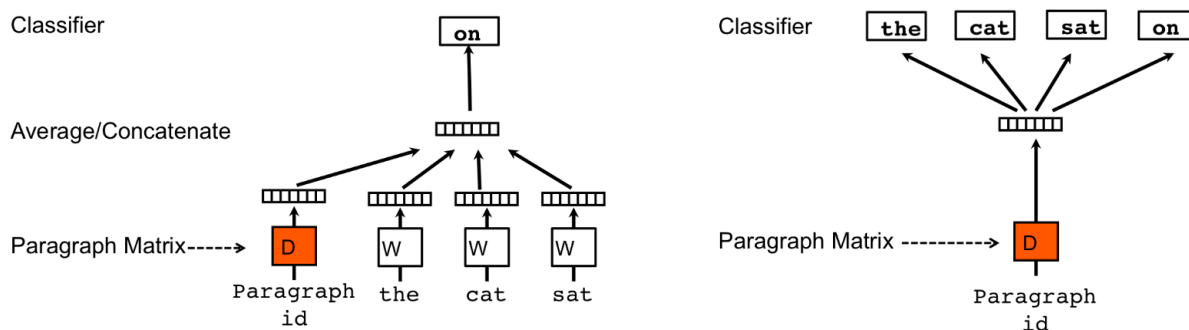 Classifier
on
Average/Concatenate
Paragraph Matrix
D
W
W
W
Paragraph
id
the
cat
sat
Classifier
the
cat
sat
on
Paragraph Matrix
D
Paragraph
id